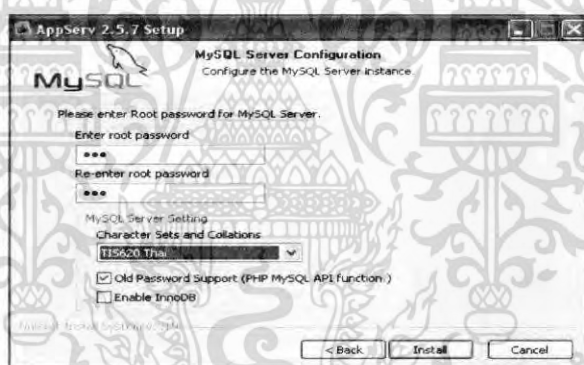 AppServ 2.5.7 Setup
MySQL Server Configuration
Configure the MySQL Server instance.
MySQL
Please enter Root password for MySQL Server.
Enter root password
•••
Re-enter root password
•••
MySQL Server Setting
Character Sets and Collations
TIS620 Thai
Old Password Support (PHP MySQL API function.)
Enable InnoDB
< Back
Install
Cancel